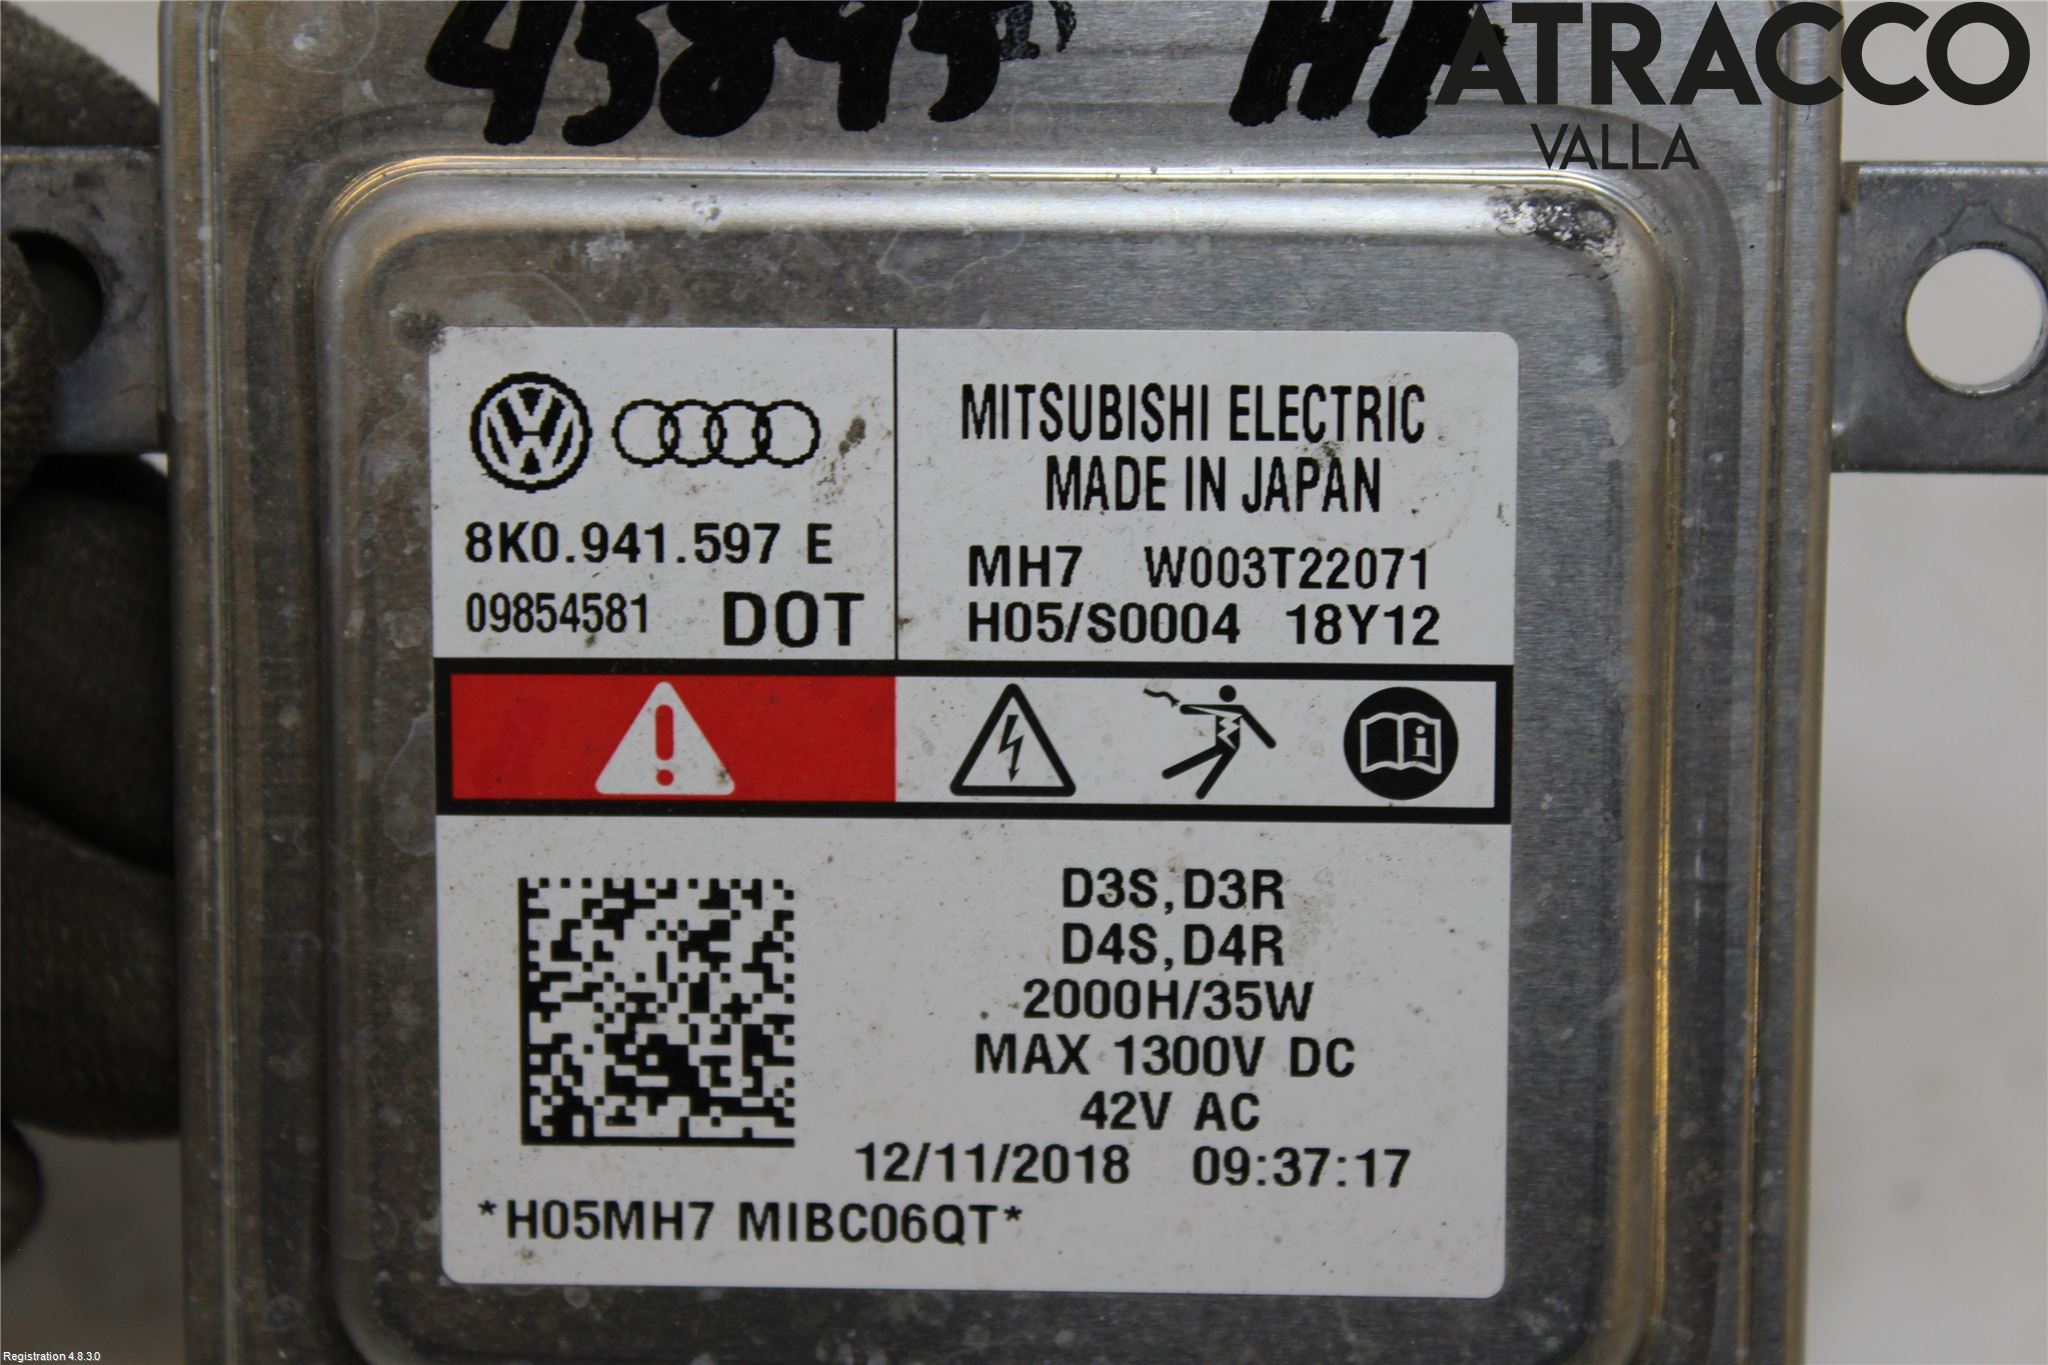 45895 HF
ATRACCO
VALLA
8K0.941.597 E
09854581 DOT
MITSUBISHI ELECTRIC
MADE IN JAPAN
MH7 W003T22071
H05/S0004 18Y12
D3S,D3R
D4S,D4R
2000H/35W
MAX 1300V DC
42V AC
12/11/2018 09:37:17
*H05MH7 MIBC06QT*
Registration 4.8.3.0